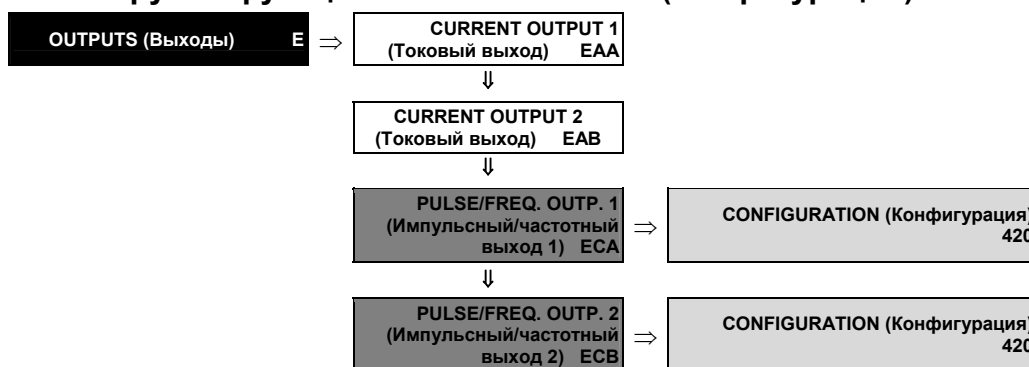 OUTPUTS (Выходы) E ⇒
CURRENT OUTPUT 1
(Токовый выход) EAA
⇓
CURRENT OUTPUT 2
(Токовый выход) EAB
⇓
PULSE/FREQ. OUTP. 1
(Импульсный/частотный
выход 1) ECA
⇒
CONFIGURATION (Конфигурация)
420
⇓
PULSE/FREQ. OUTP. 2
(Импульсный/частотный
выход 2) ECB
⇒
CONFIGURATION (Конфигурация)
420